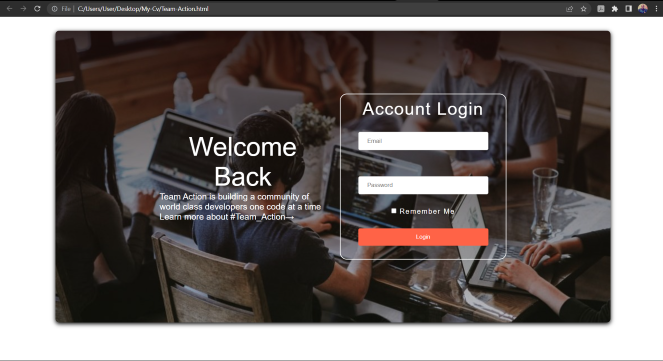 File | C:/Users/User/Desktop/My-Cv/Team-Action.html
Account Login
Email
Password
Remember Me
Login
Welcome
Back
Team Action is building a community of
world class developers one code at a time
Learn more about #Team_Action→